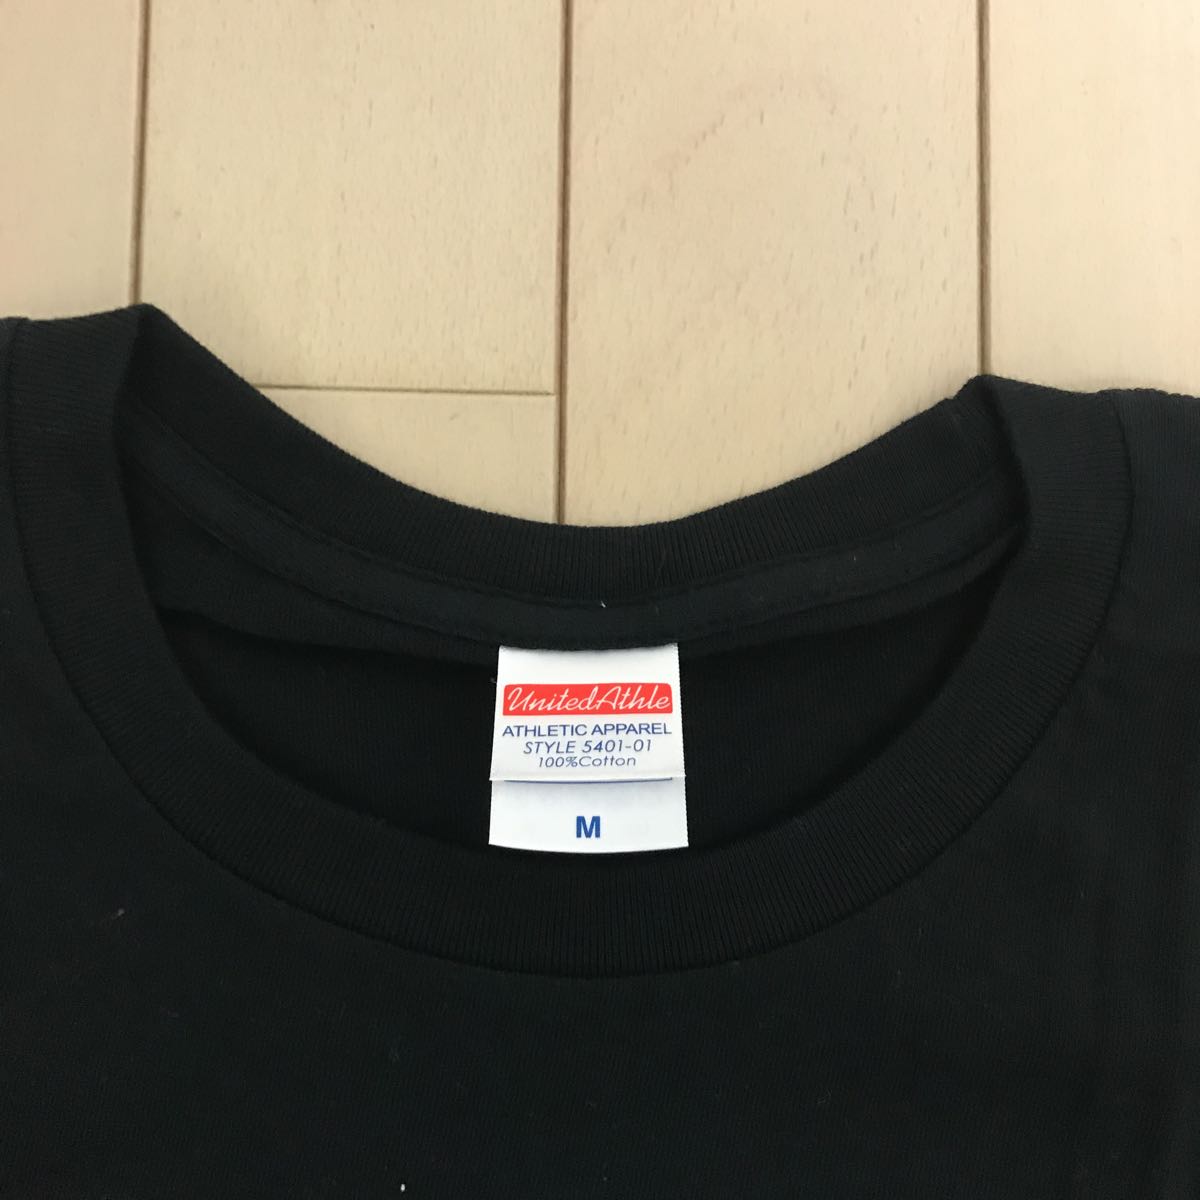 UnitedAthle
ATHLETIC APPAREL
STYLE 5401-01
100%Cotton
M